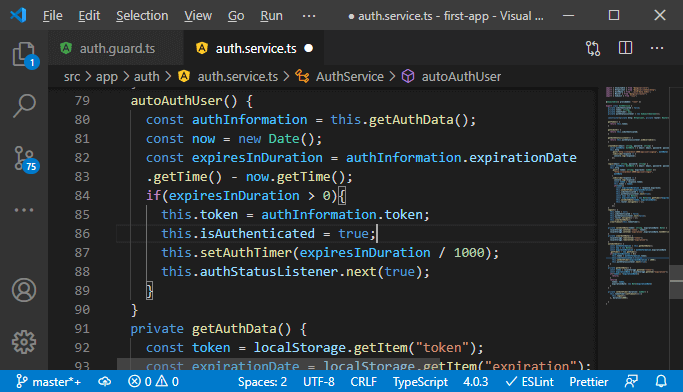 File Edit Selection View Go Run ··· ● auth.service.ts - first-app - Visual ...
auth.guard.ts auth.service.ts ●
src > app > auth > auth.service.ts > AuthService > autoAuthUser
79 autoAuthUser() {
80 const authInformation = this.getAuthData();
81 const now = new Date();
82 const expiresInDuration = authInformation.expirationDate
83 .getTime() - now.getTime();
84 if(expiresInDuration > 0){
85 this.token = authInformation.token;
86 this.isAuthenticated = true;
87 this.setAuthTimer(expiresInDuration / 1000);
88 this.authStatusListener.next(true);
89 }
90 }
91 private getAuthData() {
92 const token = localStorage.getItem("token");
93 const expirationDate = localStorage.getItem("expiration");
1
75
master*+ 0 0 Spaces: 2 UTF-8 CRLF TypeScript 4.0.3 ✓ ESLint Prettier